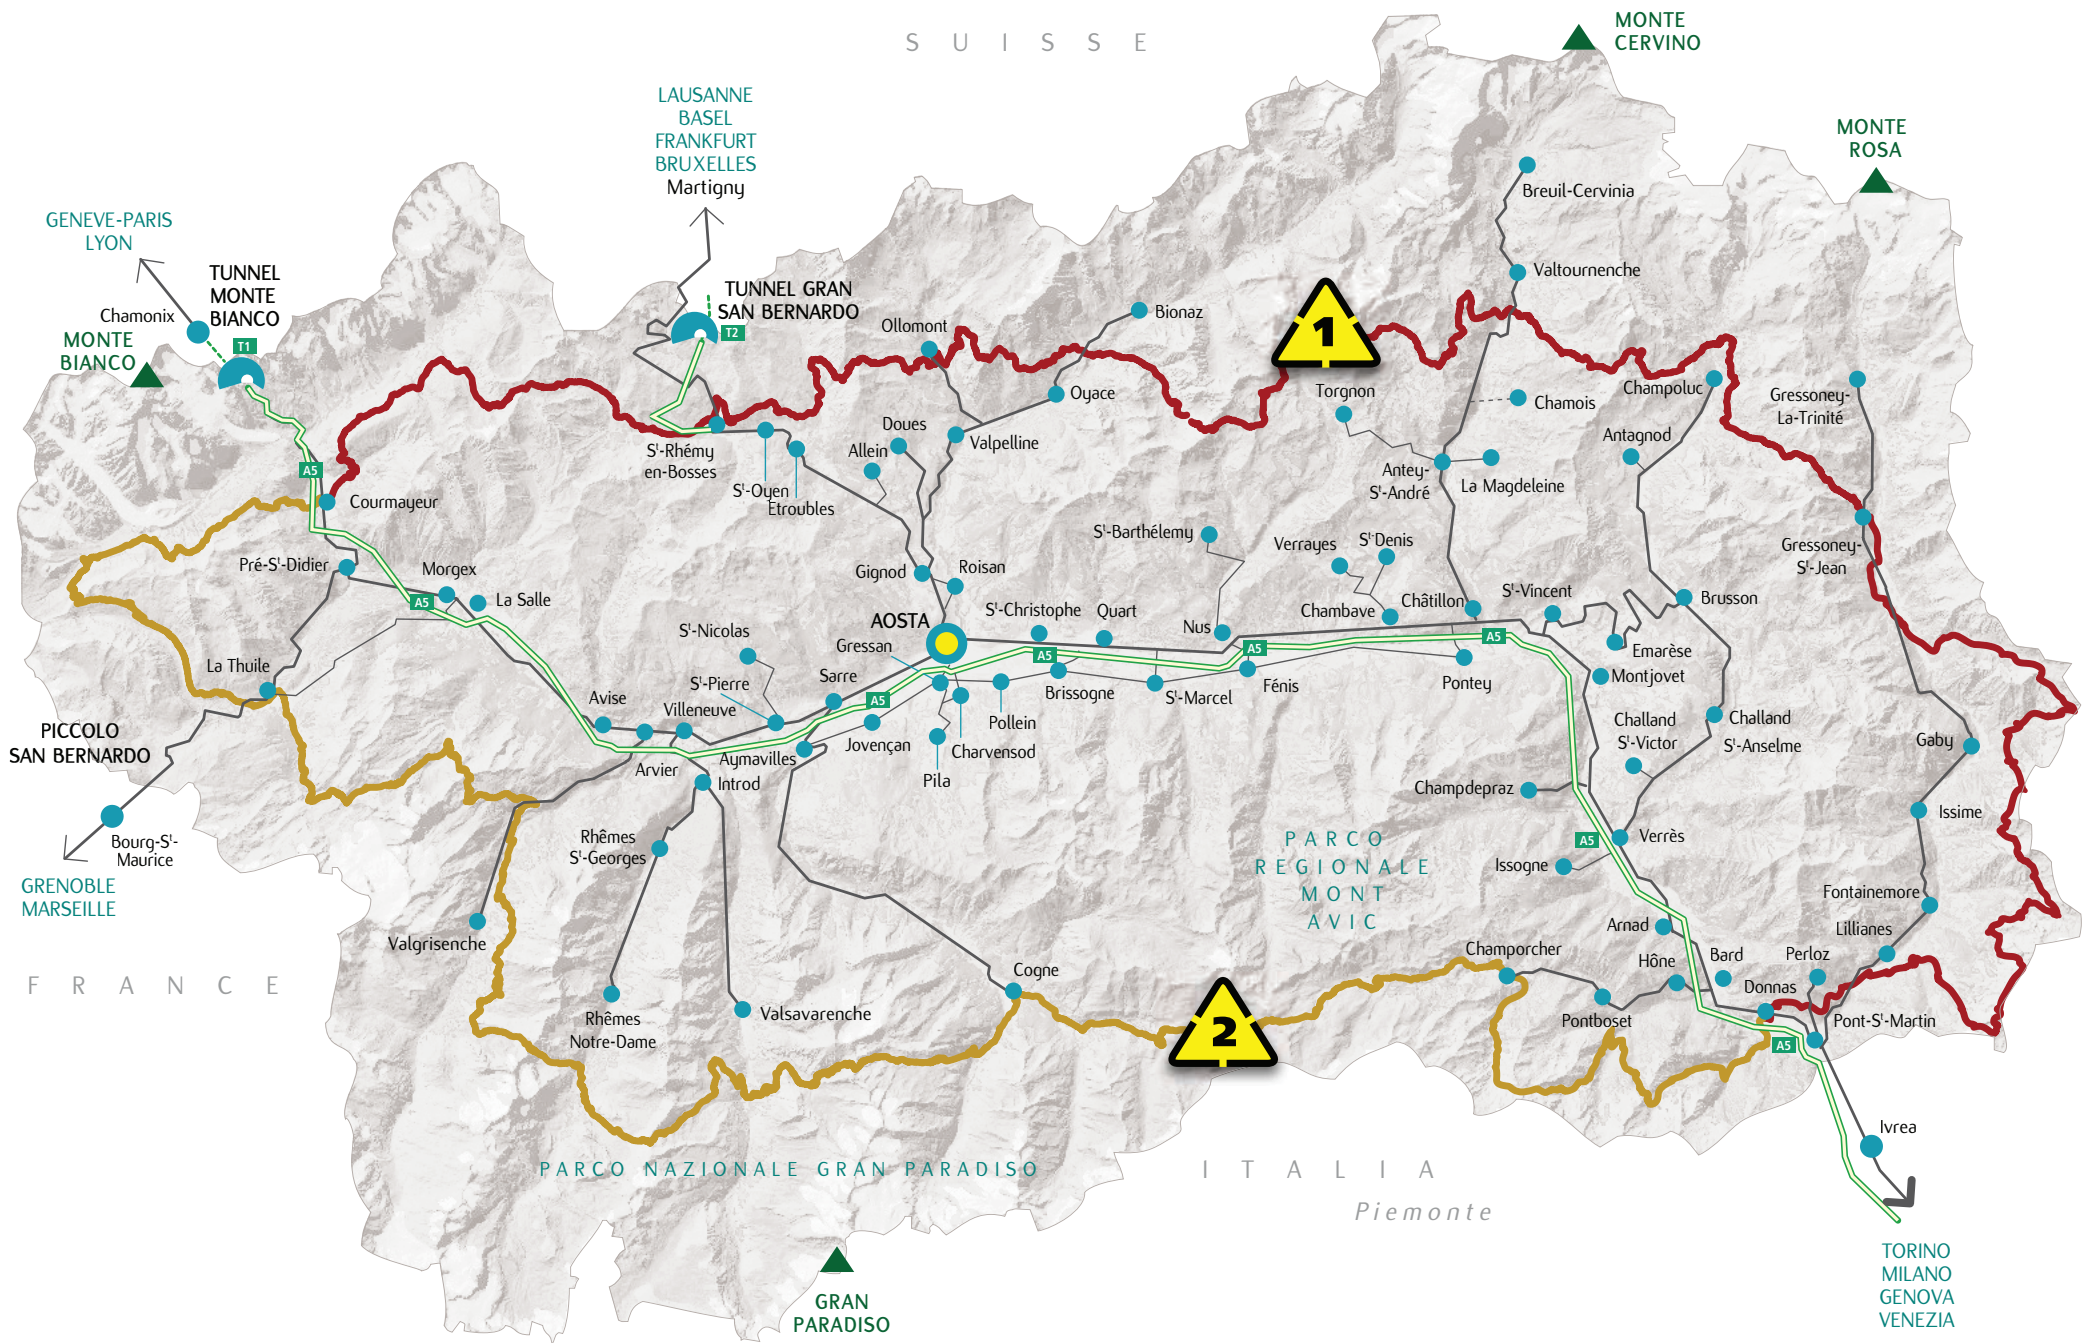 SUISSE
MONTE
CERVINO
LAUSANNE
BASEL
FRANKFURT
BRUXELLES
Martigny
MONTE
ROSA
Breuil-Cervinia
GENEVE-PARIS
LYON
TUNNEL
MONTE
BIANCO
Chamonix
T1
MONTE
BIANCO
TUNNEL GRAN
SAN BERNARDO
T2
Valtournenche
Ollomont
Bionaz
1
Torgnon
Oyace
Chamois
Champoluc
Gressoney-
La-Trinité
Doues
Allein
Valpelline
Antagnod
Sᵗ-Rhémy
en-Bosses
Sᵗ-Oyen
Etroubles
Antey-
Sᵗ-André
La Magdeleine
A5
Courmayeur
Sᵗ-Barthélemy
Verrayes
Sᵗ-Denis
Gressoney-
Sᵗ-Jean
Pré-Sᵗ-Didier
Morgex
A5
La Salle
Gignod
Roisan
AOSTA
Sᵗ-Christophe
Quart
Nus
Chambave
Châtillon
Sᵗ-Vincent
Brusson
Sᵗ-Nicolas
Gressan
A5
A5
A5
Emarèse
Montjovet
La Thuile
Sᵗ-Pierre
Sarre
A5
Brissogne
Sᵗ-Marcel
Fénis
Pontey
Avise
Villeneuve
Pollein
Jovençan
Charvensod
Pila
Challand
Sᵗ-Victor
Challand
Sᵗ-Anselme
Gaby
PICCOLO
SAN BERNARDO
Arvier
Aymavilles
Introd
Champdepraz
Issime
Bourg-Sᵗ-
Maurice
Rhêmes
Sᵗ-Georges
PARCO
REGIONALE
MONT
AVIC
A5
Verrès
Issogne
GRENOBLE
MARSEILLE
Fontainemore
Arnad
Lillianes
Valgrisenche
Champorcher
Hône
Bard
Perloz
Donnas
FRANCE
Cogne
Rhêmes
Notre-Dame
Valsavarenche
2
Pontboset
Pont-Sᵗ-Martin
A5
Ivrea
PARCO NAZIONALE GRAN PARADISO
ITALIA
Piemonte
TORINO
MILANO
GENOVA
VENEZIA
GRAN
PARADISO